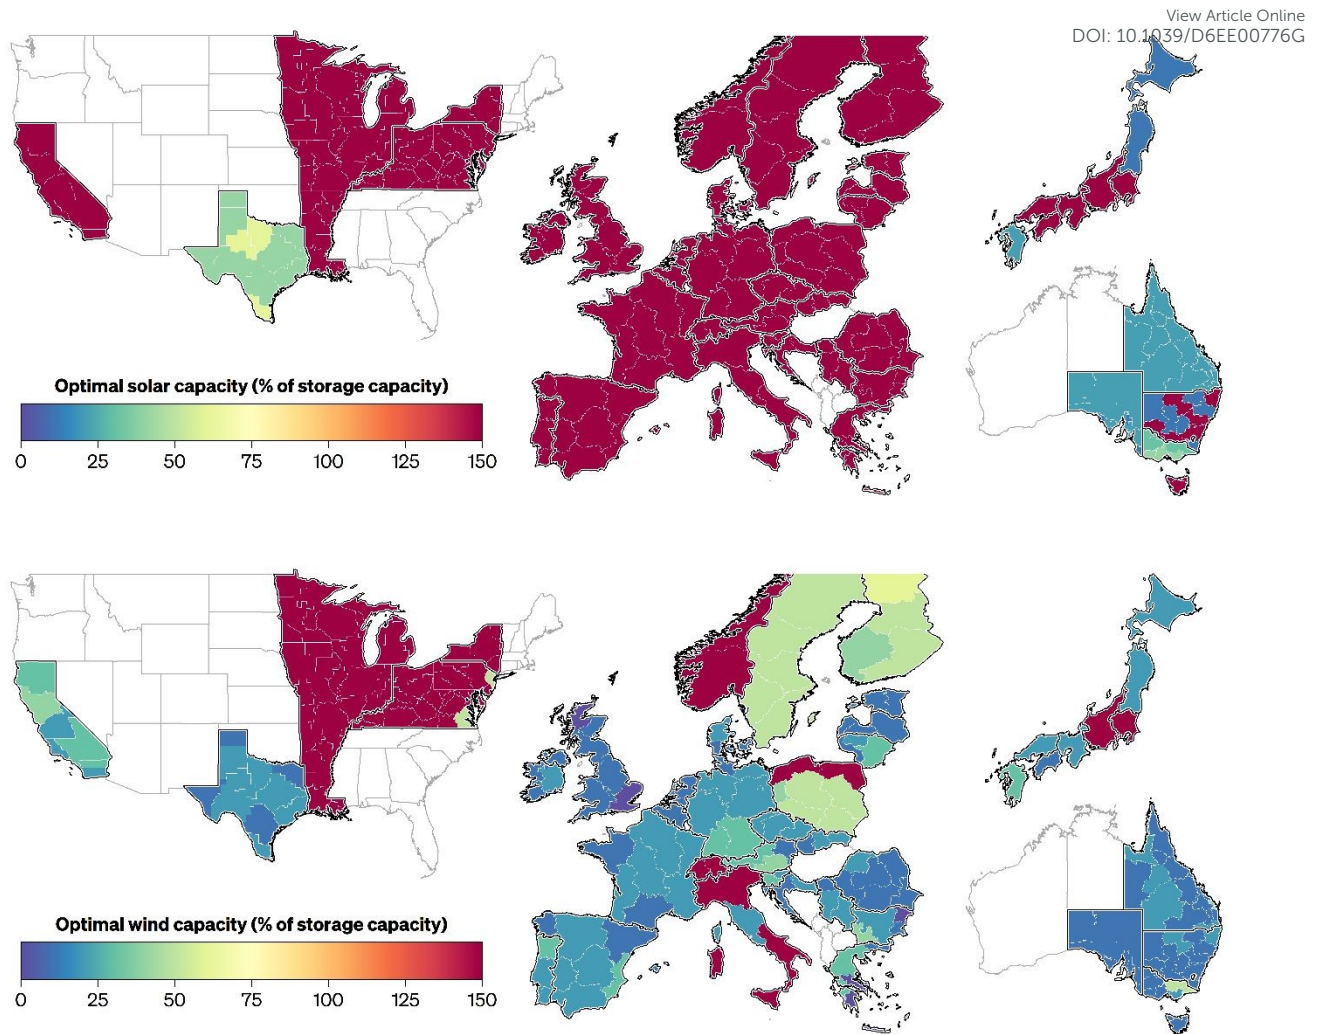 View Article Online
DOI: 10.1039/D6EE00776G
Optimal solar capacity (% of storage capacity)
0 25 50 75 100 125 150
Optimal wind capacity (% of storage capacity)
0 25 50 75 100 125 150